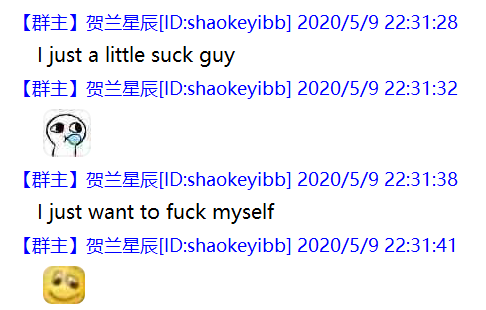 【群主】贺兰星辰[ID:shaokeyibb] 2020/5/9 22:31:28
I just a little suck guy
【群主】贺兰星辰[ID:shaokeyibb] 2020/5/9 22:31:32
【群主】贺兰星辰[ID:shaokeyibb] 2020/5/9 22:31:38
I just want to fuck myself
【群主】贺兰星辰[ID:shaokeyibb] 2020/5/9 22:31:41